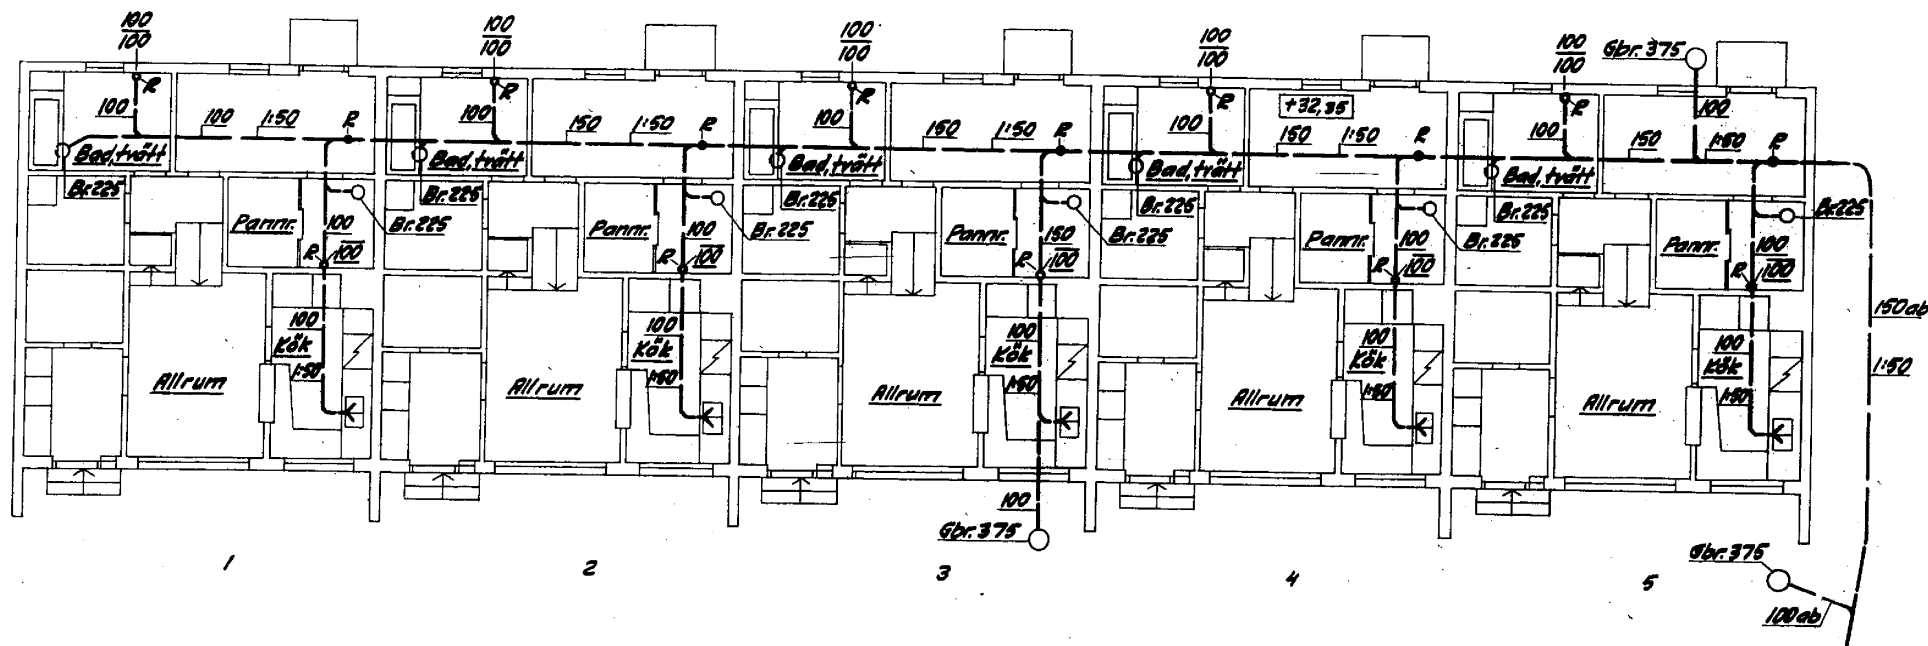 100
100
100
100
100
100
100
100
100
100
Gbr. 375
R
R
R
R
R
+32,85
100
100
100
100
100
100
100 1:50 R
150 1:50 R
150 1:50 R
150 1:50 R
150 1:50 R
Bad, tvätt
Bad, tvätt
Bad, tvätt
Bad, tvätt
Bad, tvätt
Br. 225
Br. 225
Br. 225
Br. 225
Br. 225
Br. 225
Br. 225
Br. 225
Br. 225
Br. 225
Pannr.
Pannr.
Pannr.
Pannr.
Pannr.
100
100
150
100
100
R 100
R 100
R 100
R 100
R 100
150 ab
1:50
100
100
100
100
100
Kök
Kök
Kök
Kök
Kök
1:50
1:50
1:50
1:50
1:50
Allrum
Allrum
Allrum
Allrum
Allrum
100
Gbr. 375
Gbr. 375
100 ab
1
2
3
4
5